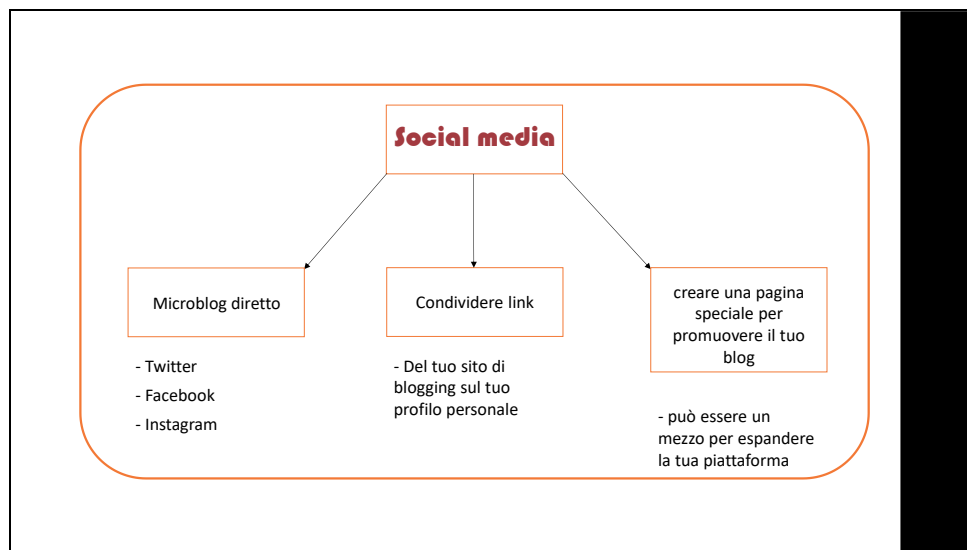 Social media
Microblog diretto
Condividere link
creare una pagina
speciale per
promuovere il tuo
blog
- Twitter
- Facebook
- Instagram
- Del tuo sito di
blogging sul tuo
profilo personale
- può essere un
mezzo per espandere
la tua piattaforma